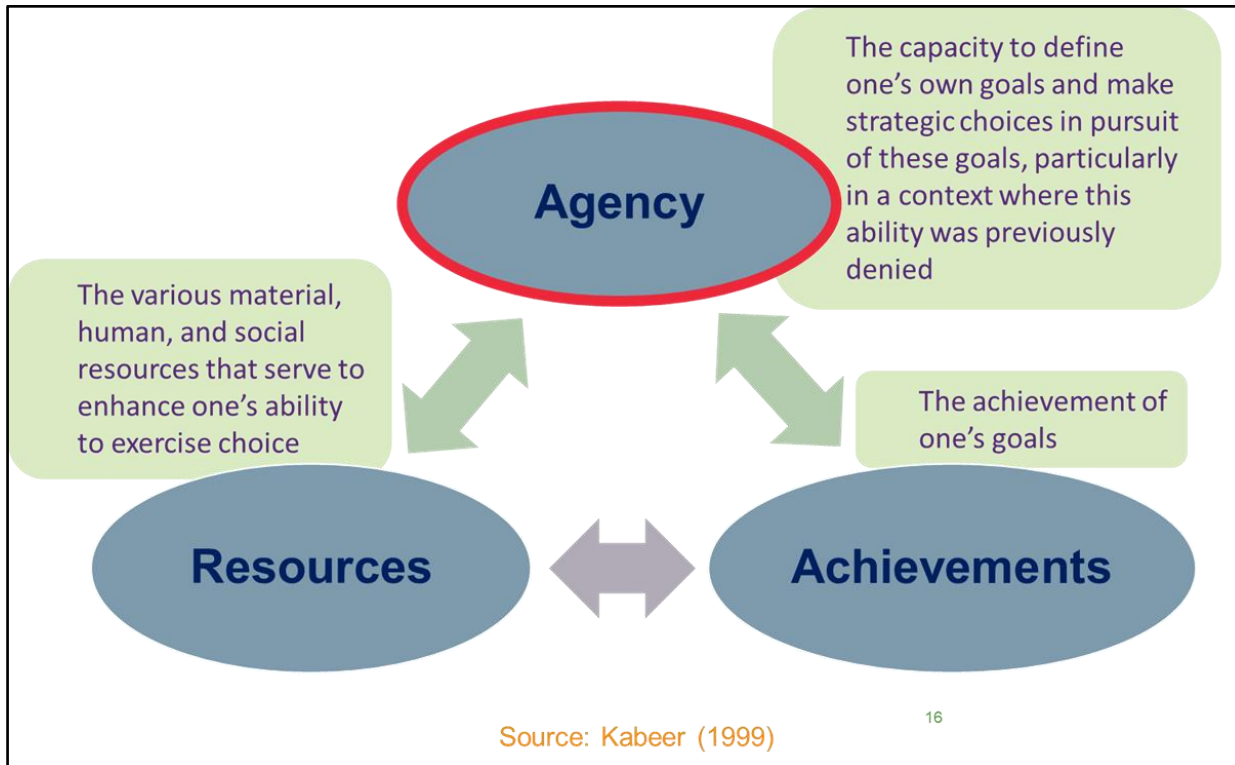 The capacity to define
one’s own goals and make
strategic choices in pursuit
of these goals, particularly
in a context where this
ability was previously
denied
Agency
The various material,
human, and social
resources that serve to
enhance one’s ability
to exercise choice
The achievement of
one’s goals
Resources
Achievements
16
Source: Kabeer (1999)